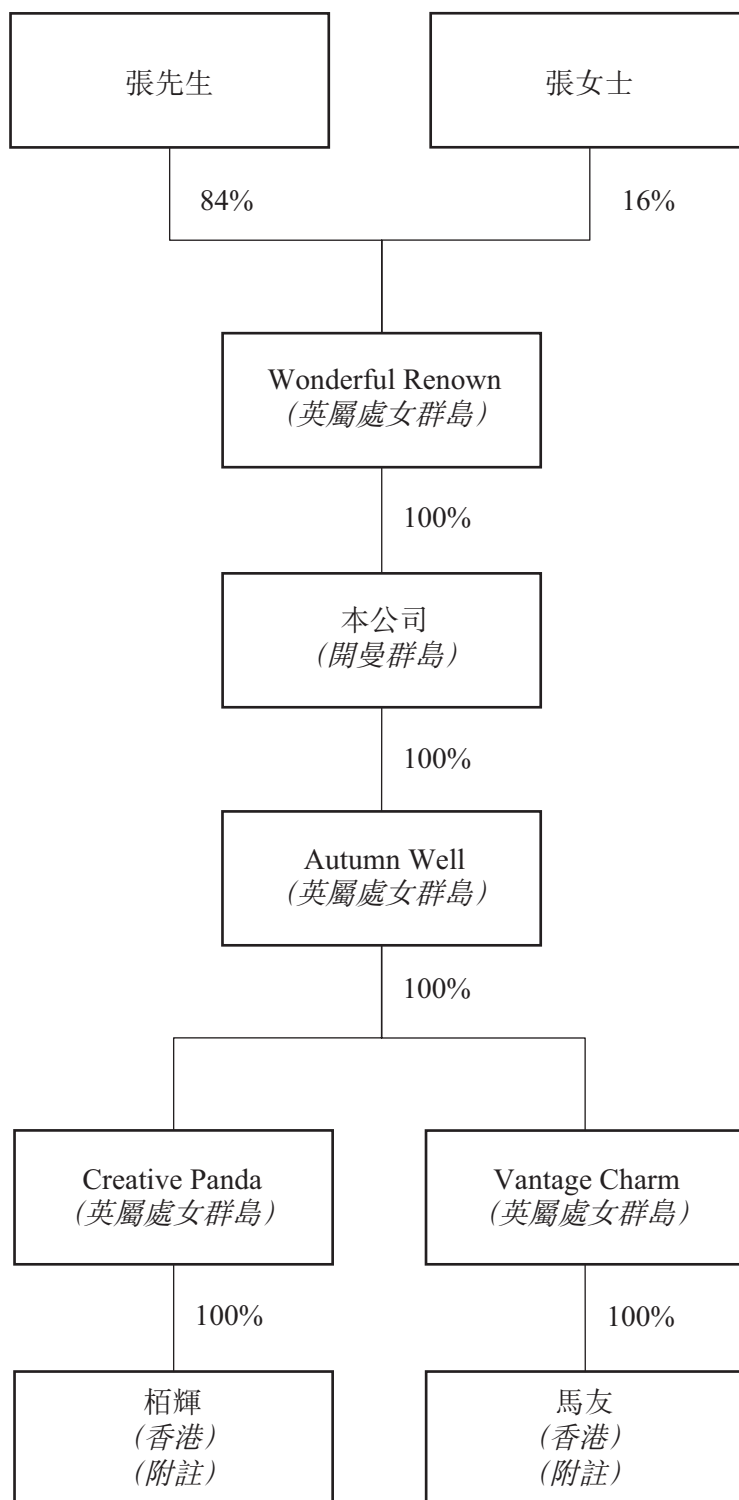 張先生
張女士
84%
16%
Wonderful Renown
(英屬處女群島)
100%
本公司
(開曼群島)
100%
Autumn Well
(英屬處女群島)
100%
Creative Panda
(英屬處女群島)
Vantage Charm
(英屬處女群島)
100%
100%
栢輝
(香港)
(附註)
馬友
(香港)
(附註)